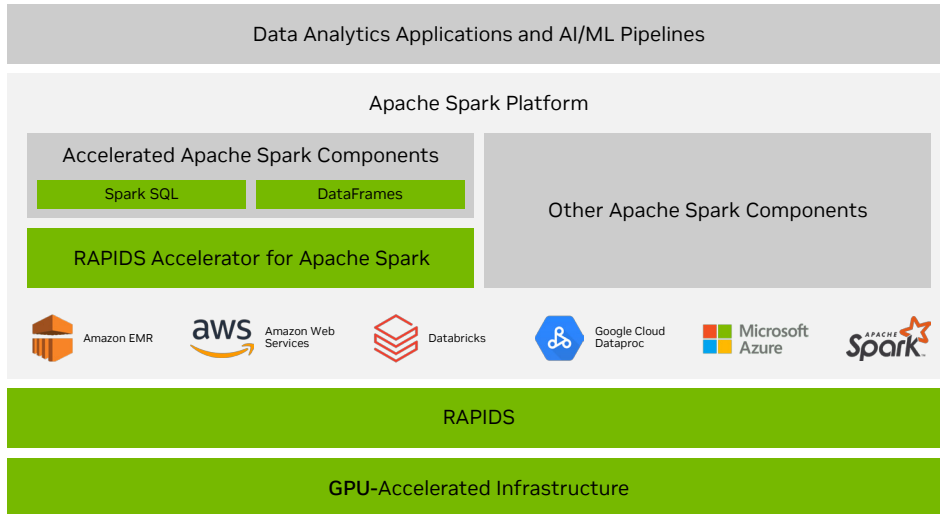 Data Analytics Applications and AI/ML Pipelines
Apache Spark Platform
Accelerated Apache Spark Components
Spark SQL
DataFrames
RAPIDS Accelerator for Apache Spark
Other Apache Spark Components
Amazon EMR
aws
Amazon Web
Services
Databricks
Google Cloud
Dataproc
Microsoft
Azure
APACHE
Spark™
RAPIDS
GPU-Accelerated Infrastructure